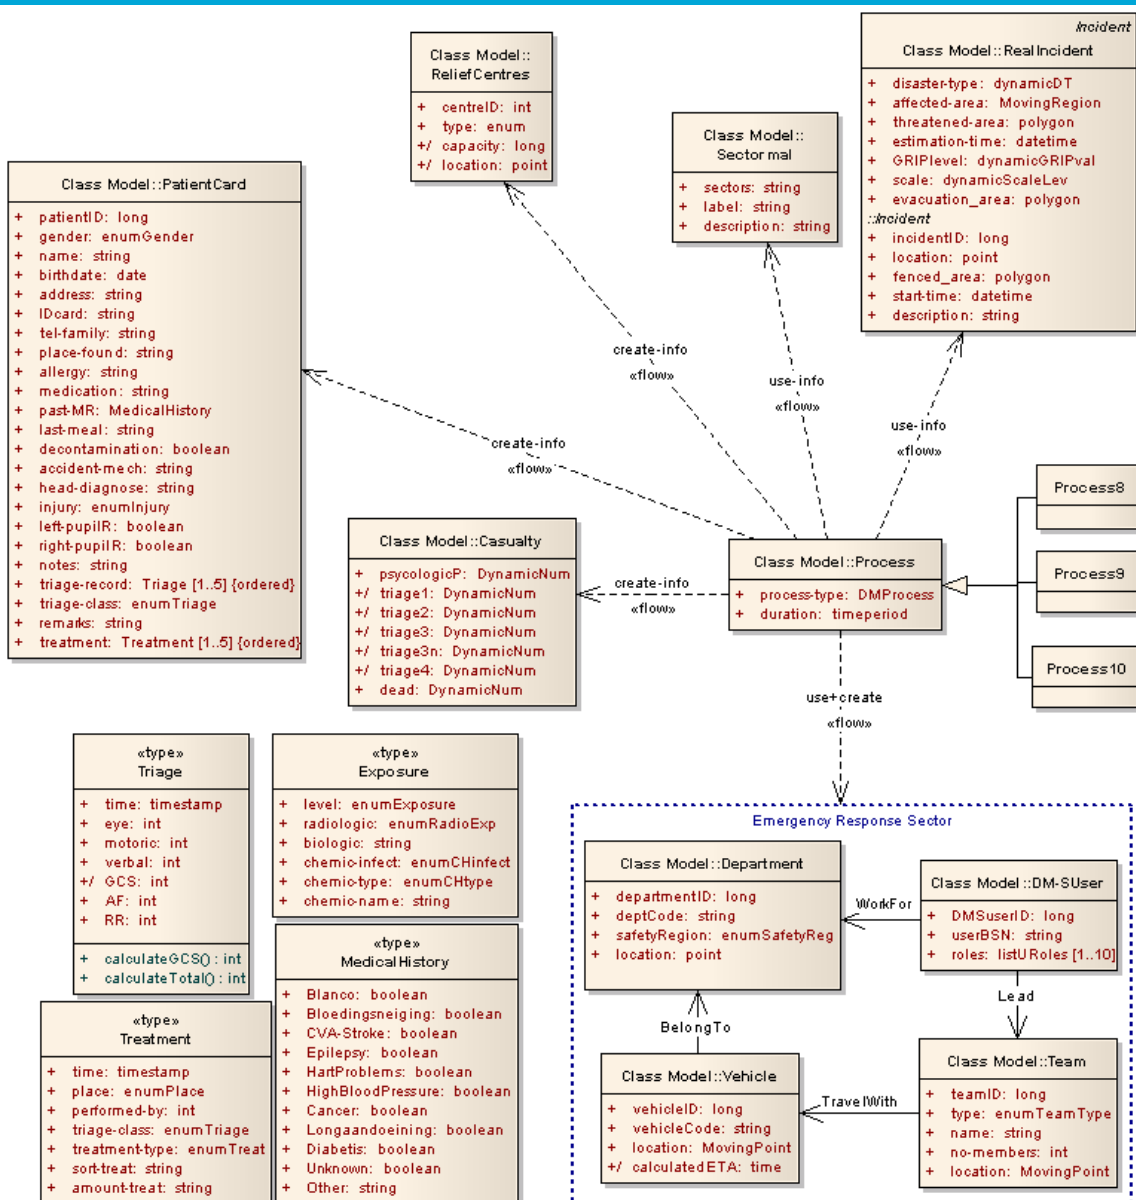 Class Model::
ReliefCentres
+ centreID: int
+ type: enum
+/ capacity: long
+/ location: point
Incident
Class Model::RealIncident
+ disaster-type: dynamicDT
+ affected-area: MovingRegion
+ threatened-area: polygon
+ estimation-time: datetime
+ GRIPlevel: dynamicGRIPval
+ scale: dynamicScaleLev
+ evacuation_area: polygon
::Incident
+ incidentID: long
+ location: point
+ fenced_area: polygon
+ start-time: datetime
+ description: string
Class Model::
Sectormal
+ sectors: string
+ label: string
+ description: string
Class Model::PatientCard
+ patientID: long
+ gender: enumGender
+ name: string
+ birthdate: date
+ address: string
+ IDcard: string
+ tel-family: string
+ place-found: string
+ allergy: string
+ medication: string
+ past-MR: MedicalHistory
+ last-meal: string
+ decontamination: boolean
+ accident-mech: string
+ head-diagnose: string
+ injury: enumInjury
+ left-pupilR: boolean
+ right-pupilR: boolean
+ notes: string
+ triage-record: Triage [1..5] {ordered}
+ triage-class: enumTriage
+ remarks: string
+ treatment: Treatment [1..5] {ordered}
create-info
«flow»
use-info
«flow»
use-info
«flow»
create-info
«flow»
Class Model::Casualty
+ psycologicP: DynamicNum
+/ triage1: DynamicNum
+/ triage2: DynamicNum
+/ triage3: DynamicNum
+/ triage3n: DynamicNum
+/ triage4: DynamicNum
+ dead: DynamicNum
create-info
«flow»
Class Model::Process
+ process-type: DMProcess
+ duration: timeperiod
Process8
Process9
Process10
use+create
«flow»
«type»
Triage
+ time: timestamp
+ eye: int
+ motoric: int
+ verbal: int
+/ GCS: int
+ AF: int
+ RR: int
+ calculateGCS() : int
+ calculateTotal() : int
«type»
Exposure
+ level: enumExposure
+ radiologic: enumRadioExp
+ biologic: string
+ chemic-infect: enumCHinfect
+ chemic-type: enumCHtype
+ chemic-name: string
«type»
Treatment
+ time: timestamp
+ place: enumPlace
+ performed-by: int
+ triage-class: enumTriage
+ treatment-type: enumTreat
+ sort-treat: string
+ amount-treat: string
«type»
MedicalHistory
+ Blanco: boolean
+ Bloedingsneiging: boolean
+ CVA-Stroke: boolean
+ Epilepsy: boolean
+ HartProblems: boolean
+ HighBloodPressure: boolean
+ Cancer: boolean
+ Longaandoeining: boolean
+ Diabetis: boolean
+ Unknown: boolean
+ Other: string
Emergency Response Sector
Class Model::Department
+ departmentID: long
+ deptCode: string
+ safetyRegion: enumSafetyReg
+ location: point
WorkFor
Class Model::DM-SUser
+ DMSuserID: long
+ userBSN: string
+ roles: listURoles [1..10]
Lead
BelongTo
Class Model::Vehicle
+ vehicleID: long
+ vehicleCode: string
+ location: MovingPoint
+/ calculatedETA: time
TravelWith
Class Model::Team
+ teamID: long
+ type: enumTeamType
+ name: string
+ no-members: int
+ location: MovingPoint